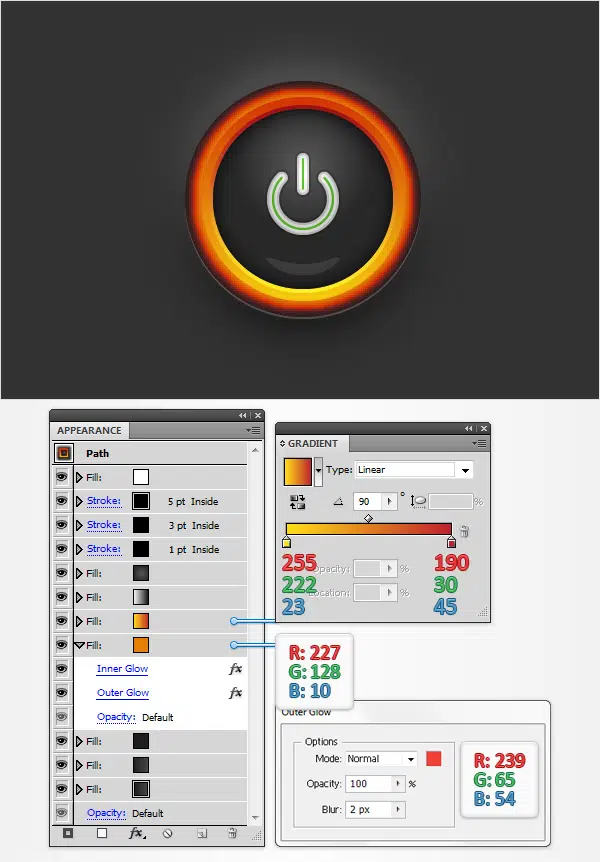 APPEARANCE
Path
Fill:
Stroke: 5 pt Inside
Stroke: 3 pt Inside
Stroke: 1 pt Inside
Fill:
Fill:
Fill:
Fill:
Inner Glow fx
Outer Glow fx
Opacity: Default
Fill:
Fill:
Fill:
Opacity: Default
fx
GRADIENT
Type: Linear
90 °
%
255 Opacity: % 190
222 Location: % 30
23 45
R: 227
G: 128
B: 10
Outer Glow
Options
Mode: Normal
Opacity: 100 %
Blur: 2 px
R: 239
G: 65
B: 54